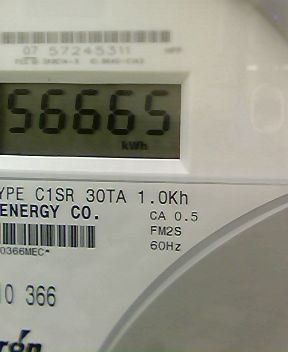 07 57245311
56665
kWh
YPE C1SR 30TA 1.0Kh
ENERGY CO. CA 0.5
FM2S
0366MEC*
60Hz
10 366
trón